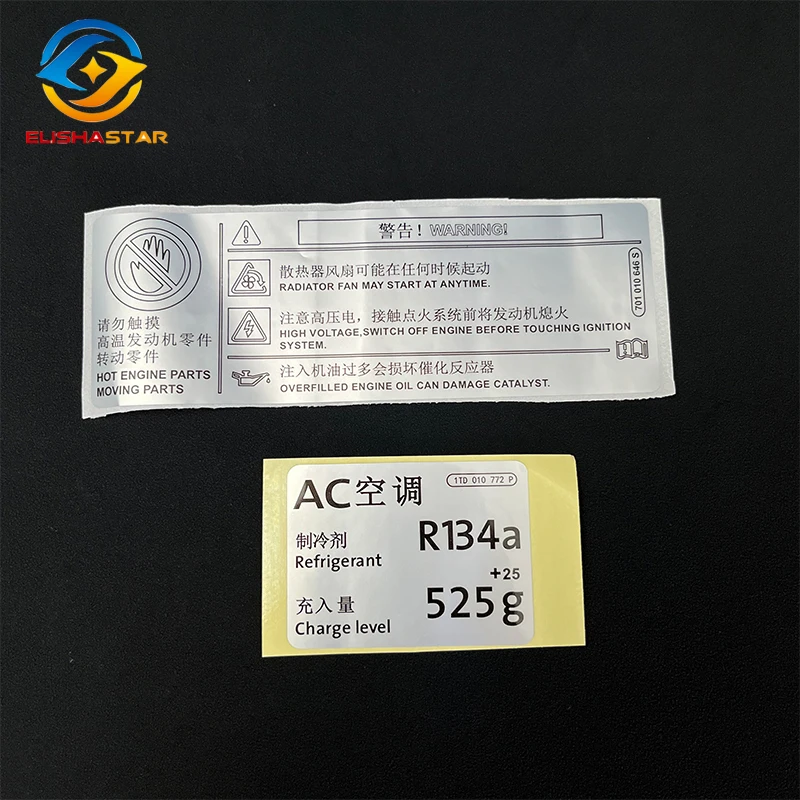 ELISHASTAR
警告！WARNING!
散热器风扇可能在任何时候起动
RADIATOR FAN MAY START AT ANYTIME.
注意高压电，接触点火系统前将发动机熄火
HIGH VOLTAGE,SWITCH OFF ENGINE BEFORE TOUCHING IGNITION
SYSTEM.
注入机油过多会损坏催化反应器
OVERFILLED ENGINE OIL CAN DAMAGE CATALYST.
701 010 646 S
请勿触摸
高温发动机零件
转动零件
HOT ENGINE PARTS
MOVING PARTS
AC空调
1TD 010 772 P
制冷剂
Refrigerant
R134a
+25
充入量
Charge level
525g